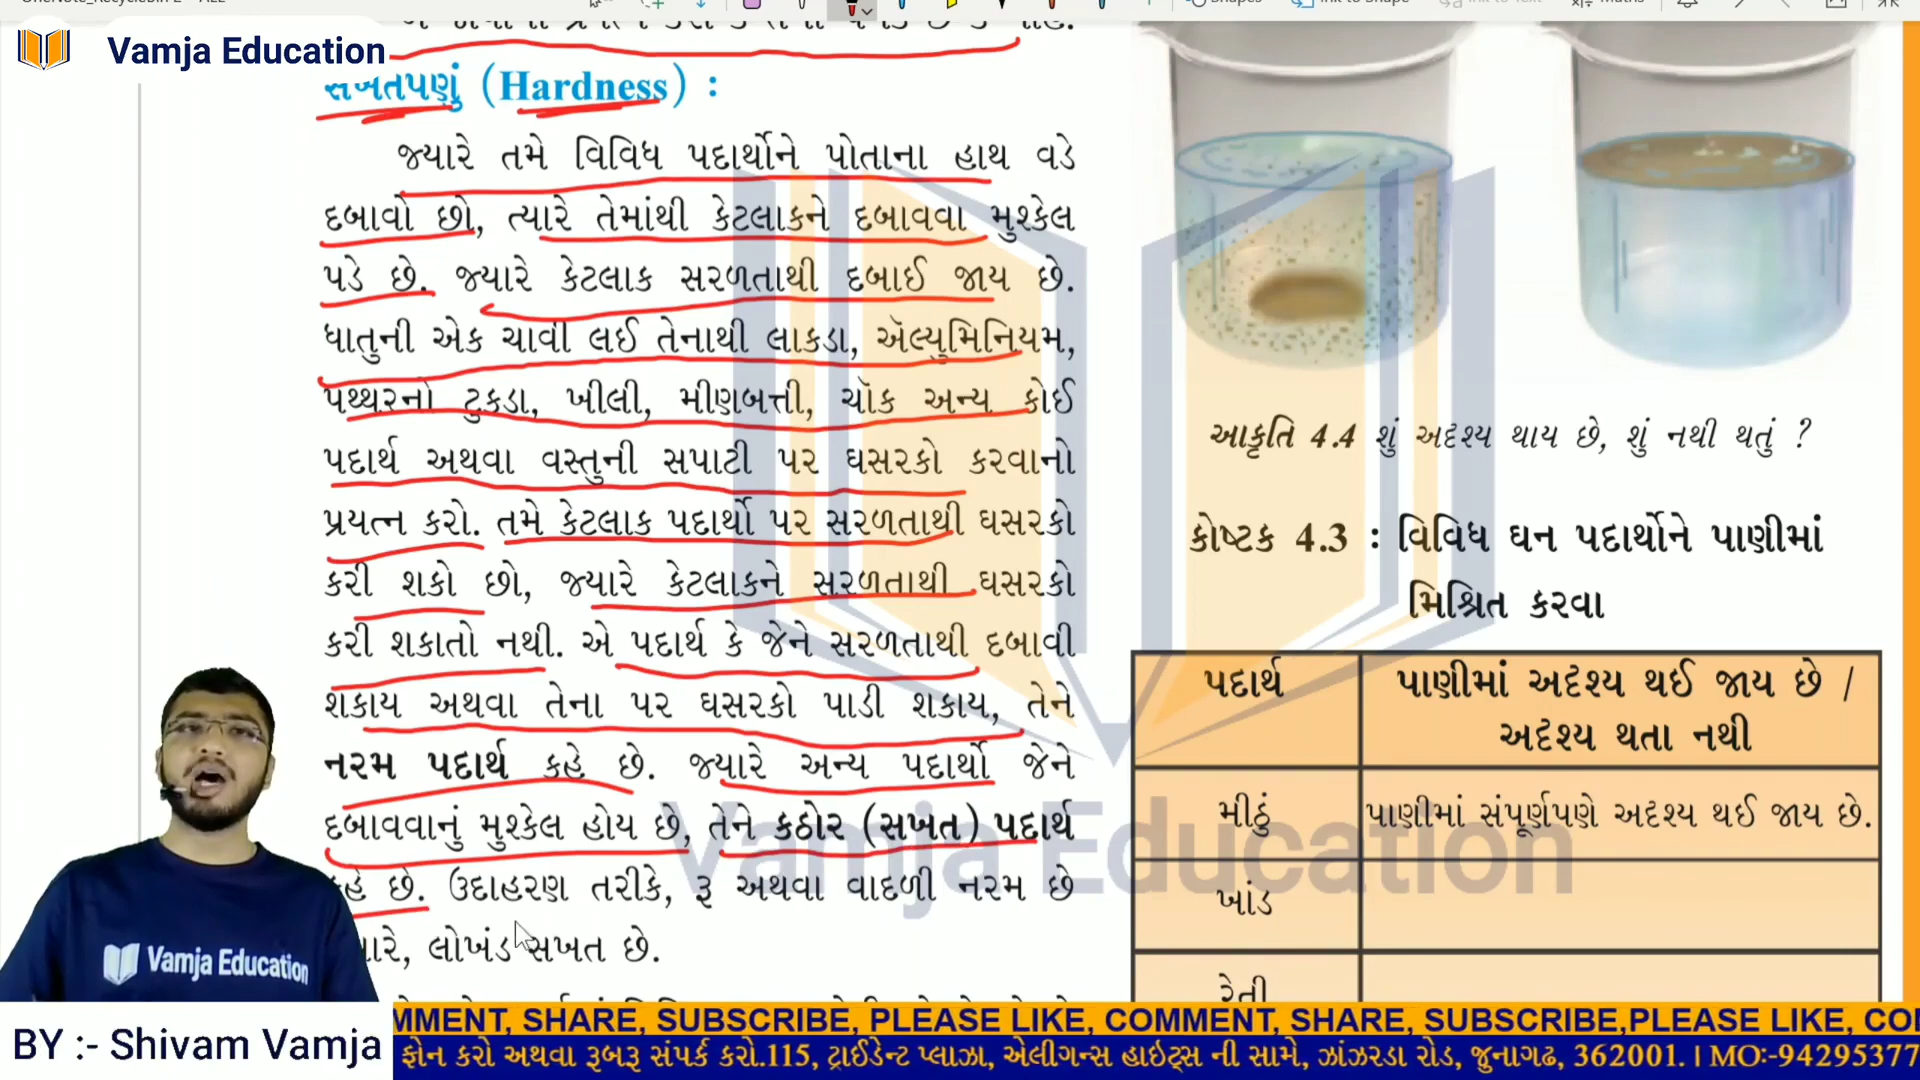 Vamja Education
સખતપણું (Hardness) :
જ્યારે તમે વિવિધ પદાર્થોને પોતાના હાથ વડે
દબાવો છો, ત્યારે તેમાંથી કેટલાકને દબાવવા મુશ્કેલ
પડે છે. જ્યારે કેટલાક સરળતાથી દબાઈ જાય છે.
ધાતુની એક ચાવી લઈ તેનાથી લાકડા, ઍલ્યુમિનિયમ,
પથ્થરનો ટુકડા, ખીલી, મીણબત્તી, ચૉક અન્ય કોઈ
પદાર્થ અથવા વસ્તુની સપાટી પર ઘસરકો કરવાનો
પ્રયત્ન કરો. તમે કેટલાક પદાર્થો પર સરળતાથી ઘસરકો
કરી શકો છો, જ્યારે કેટલાકને સરળતાથી ઘસરકો
કરી શકાતો નથી. એ પદાર્થ કે જેને સરળતાથી દબાવી
શકાય અથવા તેના પર ઘસરકો પાડી શકાય, તેને
નરમ પદાર્થ કહે છે. જ્યારે અન્ય પદાર્થો જેને
દબાવવાનું મુશ્કેલ હોય છે, તેને કઠોર (સખત) પદાર્થ
છે. ઉદાહરણ તરીકે, રૂ અથવા વાદળી નરમ છે
લોખંડ સખત છે.
આકૃતિ 4.4 શું અદૃશ્ય થાય છે, શું નથી થતું ?
કોષ્ટક 4.3 : વિવિધ ઘન પદાર્થોને પાણીમાં
મિશ્રિત કરવા
પદાર્થ
પાણીમાં અદૃશ્ય થઈ જાય છે /
અદૃશ્ય થતા નથી
મીઠું
પાણીમાં સંપૂર્ણપણે અદૃશ્ય થઈ જાય છે.
ખાંડ
રેતી
Vamja Education
Vamja Education
BY :- Shivam Vamja
COMMENT, SHARE, SUBSCRIBE, PLEASE LIKE, COMMENT, SHARE, SUBSCRIBE,PLEASE LIKE, CO
ફોન કરો અથવા રૂબરૂ સંપર્ક કરો.115, ટ્રાઈડેન્ટ પ્લાઝા, એલીગન્સ હાઇટ્સ ની સામે, ઝાંઝરડા રોડ, જુનાગઢ, 362001. । MO:-94295377